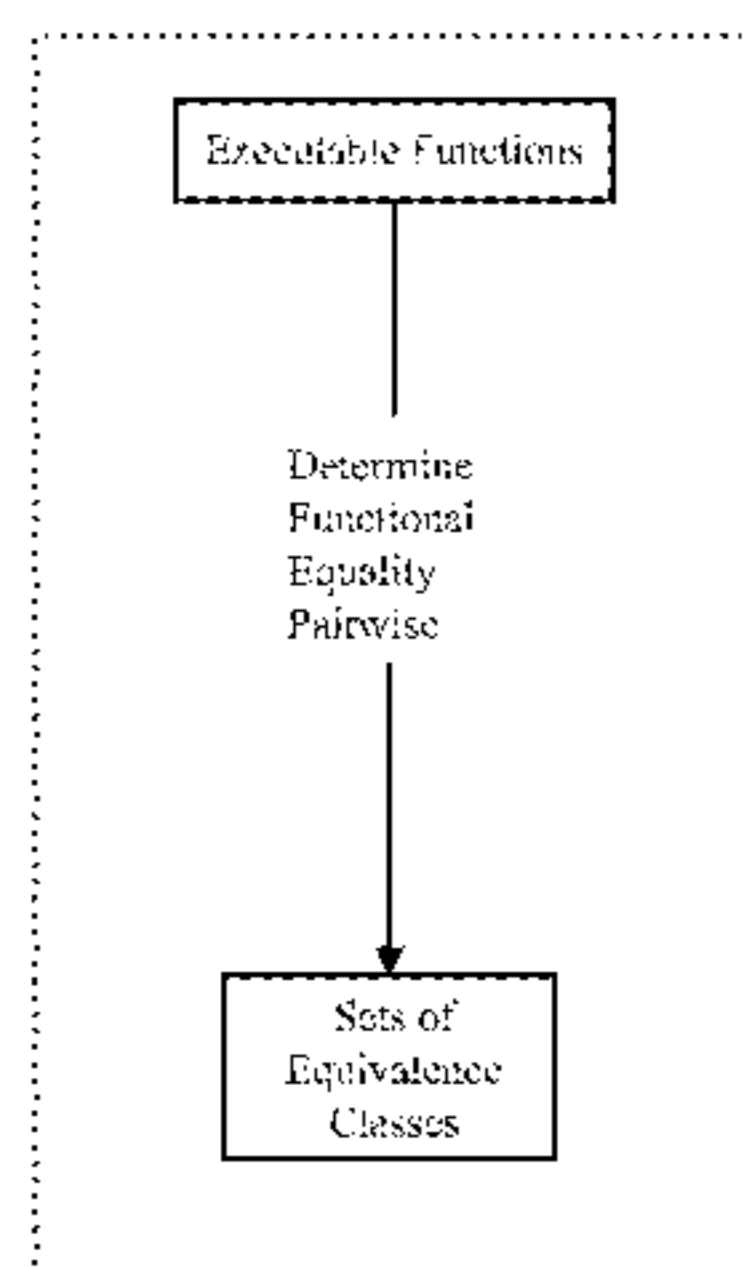 Executable Functions
Determine
Functional
Equality
Pairwise
Sets of
Equivalence
Classes